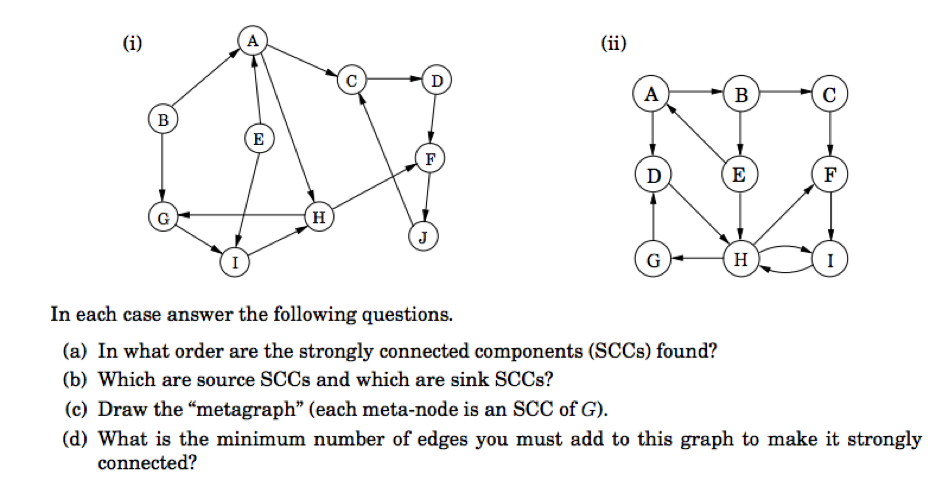 (i)
(ii)
A
C
D
B
E
F
G
H
J
I
A
B
C
D
E
F
G
H
I
In each case answer the following questions.
(a) In what order are the strongly connected components (SCCs) found?
(b) Which are source SCCs and which are sink SCCs?
(c) Draw the “metagraph” (each meta-node is an SCC of G).
(d) What is the minimum number of edges you must add to this graph to make it strongly
connected?